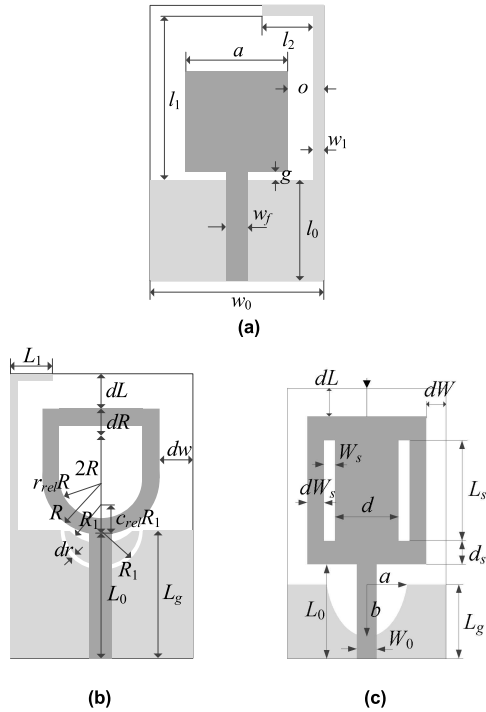 l2
a
o
l1
w1
g
wf
l0
w0
(a)
L1
dL
dR
dw
2R
rrelR
R
R1
crelR1
dr
R1
L0
Lg
(b)
dL
dW
Ws
dWs
d
Ls
ds
a
L0
b
Lg
W0
(c)